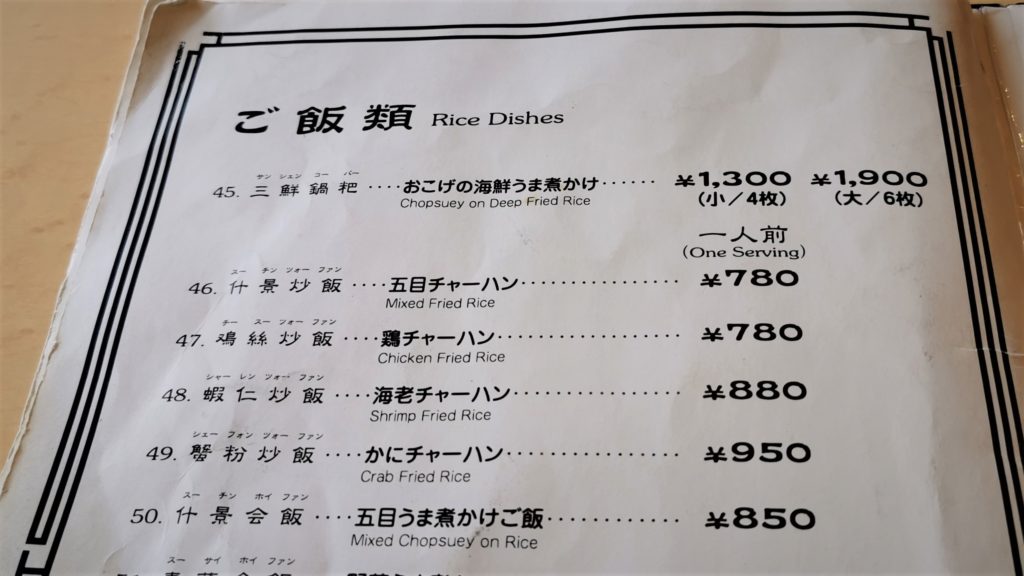 ご飯類 Rice Dishes
サン シェン コー バー
45. 三鮮鍋粑 ‥‥おこげの海鮮うま煮かけ‥‥‥ ¥1,300 ¥1,900
Chopsuey on Deep Fried Rice (小/4枚) (大/6枚)
一人前
(One Serving)
スー チン ツォー ファン
46. 什景炒飯 ‥‥五目チャーハン‥‥‥‥‥‥‥‥ ¥780
Mixed Fried Rice
チー スー ツォー ファン
47. 鶏絲炒飯 ‥‥鶏チャーハン‥‥‥‥‥‥‥‥‥ ¥780
Chicken Fried Rice
シャー レン ツォー ファン
48. 蝦仁炒飯 ‥‥海老チャーハン‥‥‥‥‥‥‥‥ ¥880
Shrimp Fried Rice
シェー フォン ツォー ファン
49. 蟹粉炒飯 ‥‥かにチャーハン‥‥‥‥‥‥‥‥ ¥950
Crab Fried Rice
スー チン ホイ ファン
50. 什景会飯 ‥‥五目うま煮かけご飯‥‥‥‥‥‥ ¥850
Mixed Chopsuey on Rice
スー サイ ホイ ファン